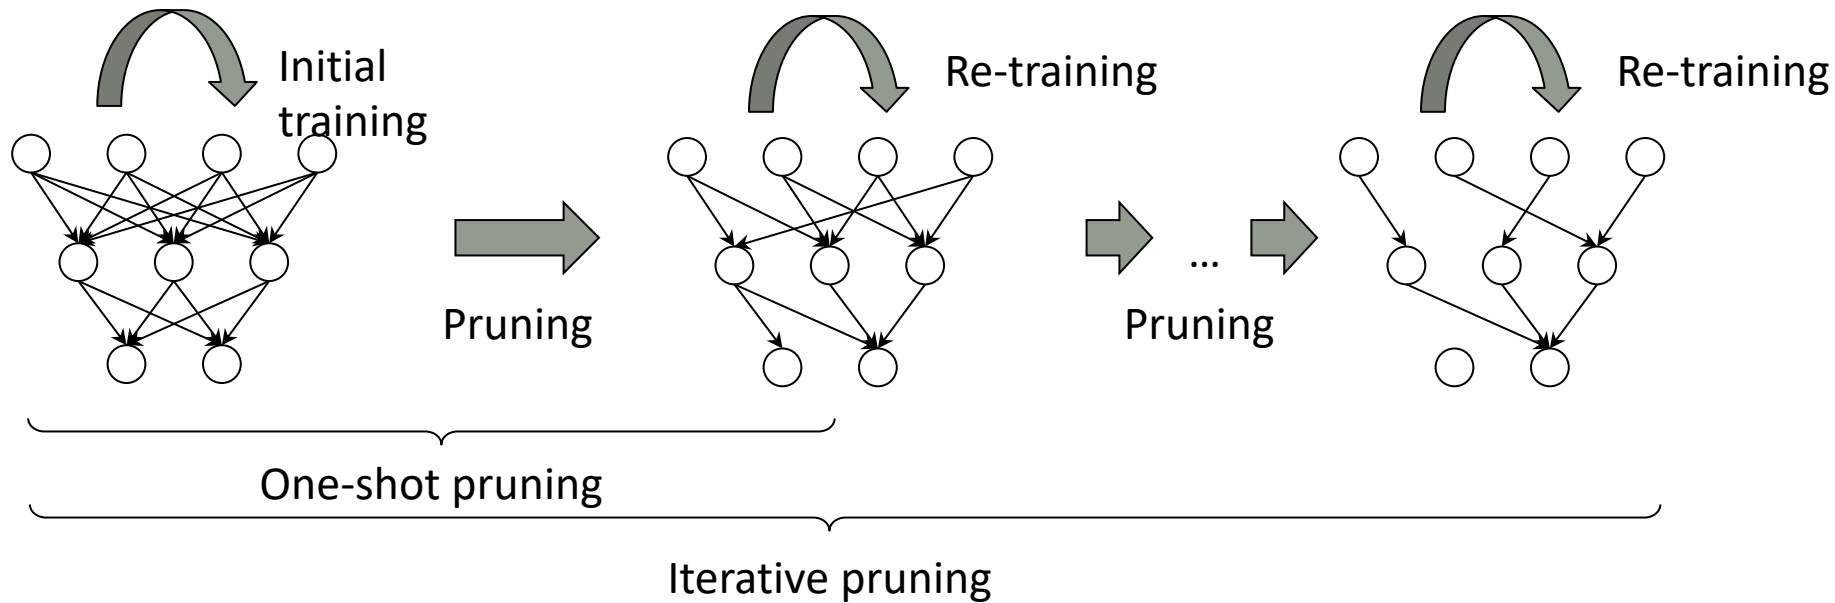 Initial
training
Re-training
Re-training
Pruning
...
Pruning
One-shot pruning
Iterative pruning